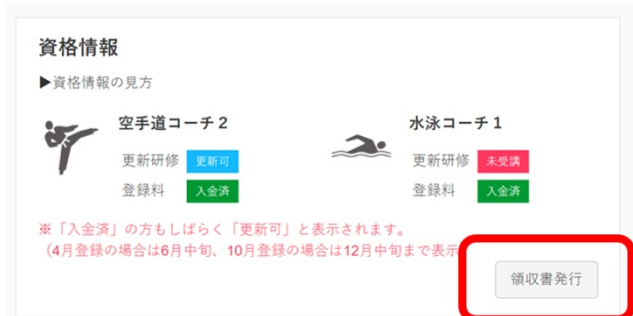 資格情報
▶資格情報の見方
空手道コーチ2
更新研修 更新可
登録料 入金済
水泳コーチ1
更新研修 未受講
登録料 入金済
※「入金済」の方もしばらく「更新可」と表示されます。
（4月登録の場合は6月中旬、10月登録の場合は12月中旬まで表示
領収書発行